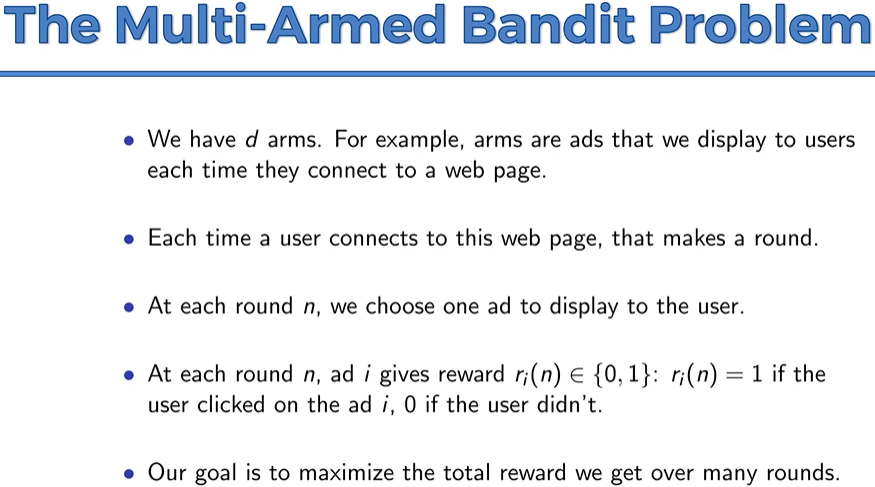 The Multi-Armed Bandit Problem
• We have d arms. For example, arms are ads that we display to users
each time they connect to a web page.
• Each time a user connects to this web page, that makes a round.
• At each round n, we choose one ad to display to the user.
• At each round n, ad i gives reward rᵢ(n) ∈ {0, 1}: rᵢ(n) = 1 if the
user clicked on the ad i, 0 if the user didn't.
• Our goal is to maximize the total reward we get over many rounds.